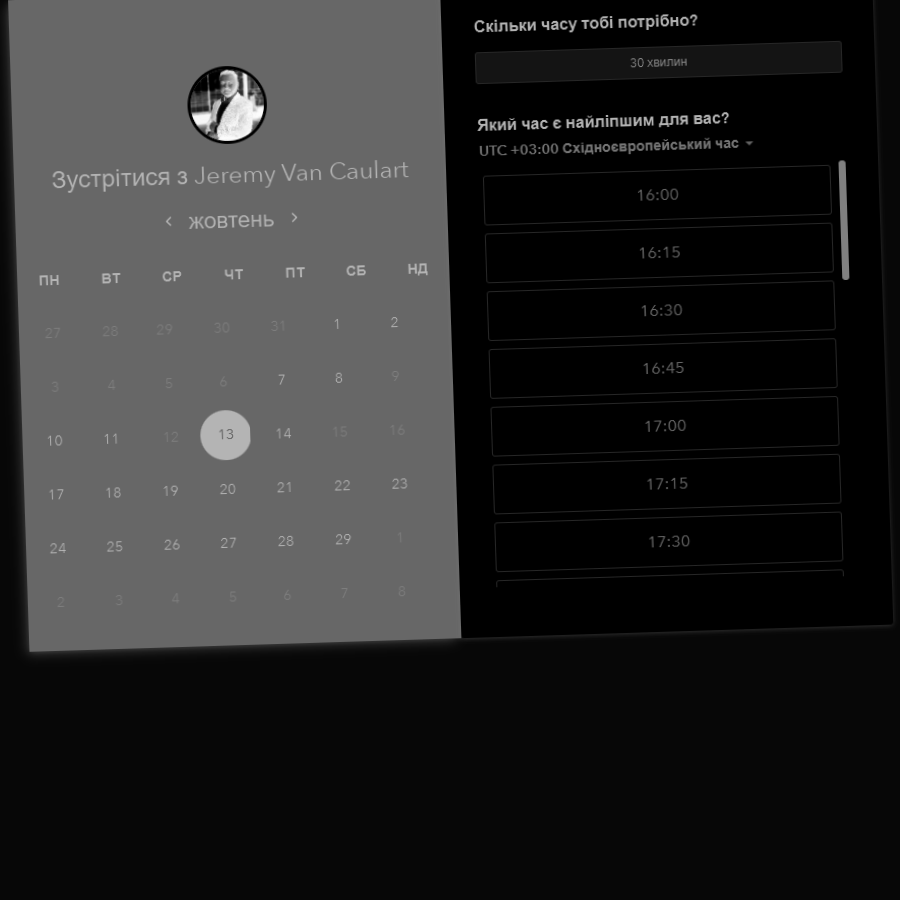 Зустрітися з Jeremy Van Caulart
жовтень
ПН ВТ СР ЧТ ПТ СБ НД
27 28 29 30 31 1 2
3 4 5 6 7 8 9
10 11 12 13 14 15 16
17 18 19 20 21 22 23
24 25 26 27 28 29 1
2 3 4 5 6 7 8
Скільки часу тобі потрібно?
30 хвилин
Який час є найліпшим для вас?
UTC +03:00 Східноєвропейський час
16:00
16:15
16:30
16:45
17:00
17:15
17:30